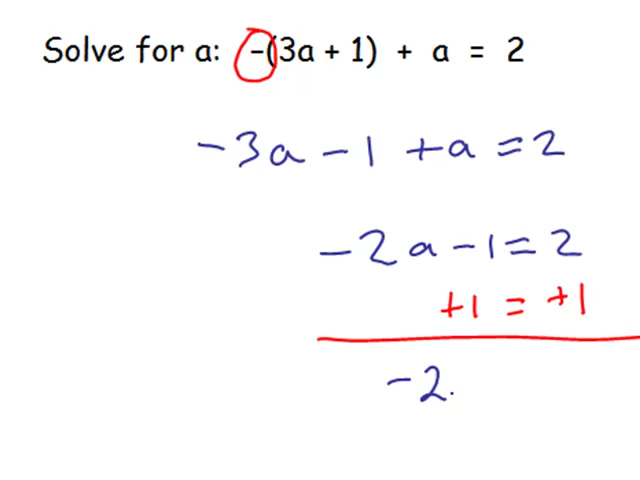 Solve for a: -(3a + 1) + a = 2
-3a - 1 + a = 2
-2a - 1 = 2
+1 = +1
-2.